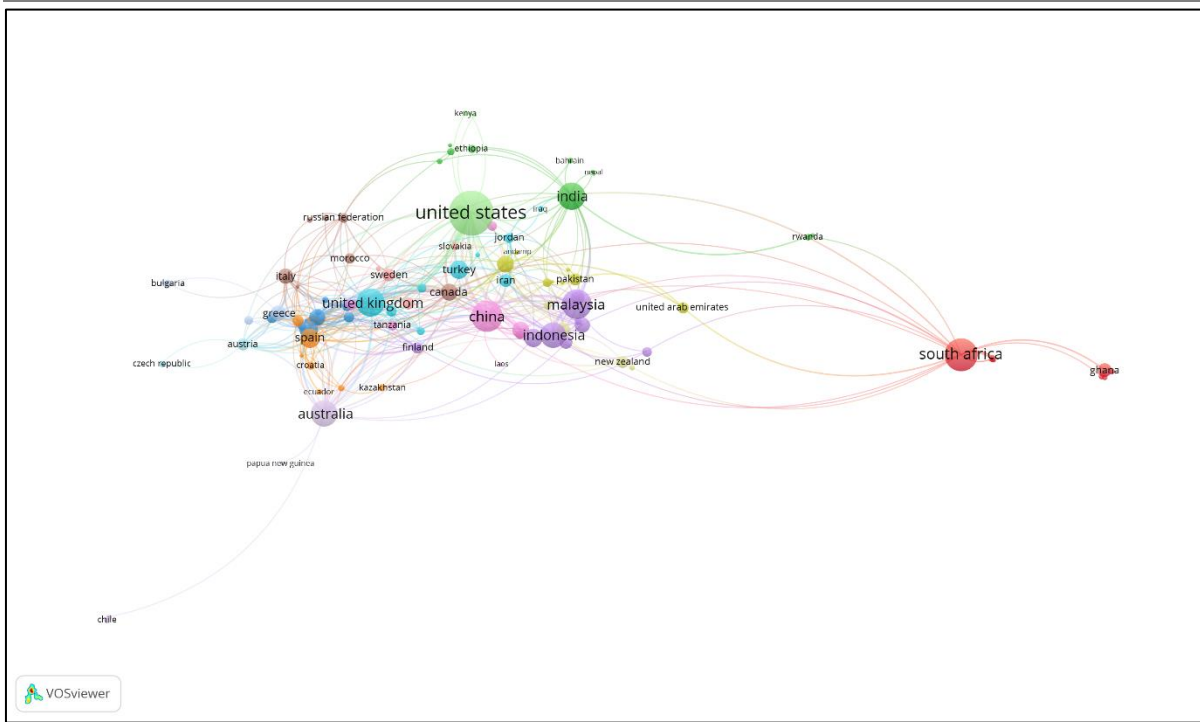 kenya
ethiopia
bahrain
nepal
india
united states
iraq
russian federation
jordan
rwanda
slovakia
andamp
morocco
turkey
sweden
italy
iran
pakistan
bulgaria
canada
united kingdom
malaysia
united arab emirates
greece
china
tanzania
spain
indonesia
austria
finland
south africa
croatia
laos
new zealand
czech republic
ghana
ecuador
kazakhstan
australia
papua new guinea
chile
VOSviewer